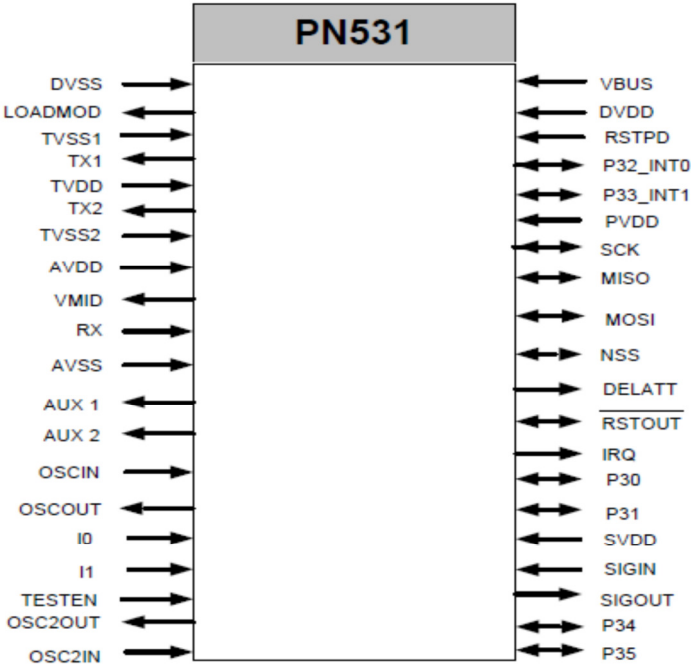 PN531
DVSS
LOADMOD
TVSS1
TX1
TVDD
TX2
TVSS2
AVDD
VMID
RX
AVSS
AUX 1
AUX 2
OSCIN
OSCOUT
I0
I1
TESTEN
OSC2OUT
OSC2IN
VBUS
DVDD
RSTPD
P32_INT0
P33_INT1
PVDD
SCK
MISO
MOSI
NSS
DELATT
RSTOUT
IRQ
P30
P31
SVDD
SIGIN
SIGOUT
P34
P35